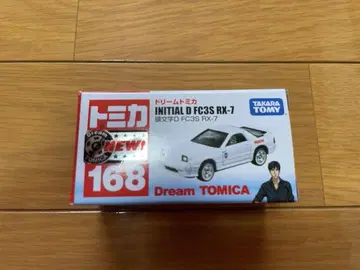 トミカ
NEW!
168
ドリームトミカ
INITIAL D FC3S RX-7
頭文字D FC3S RX-7
TAKARA TOMY
Dream TOMICA